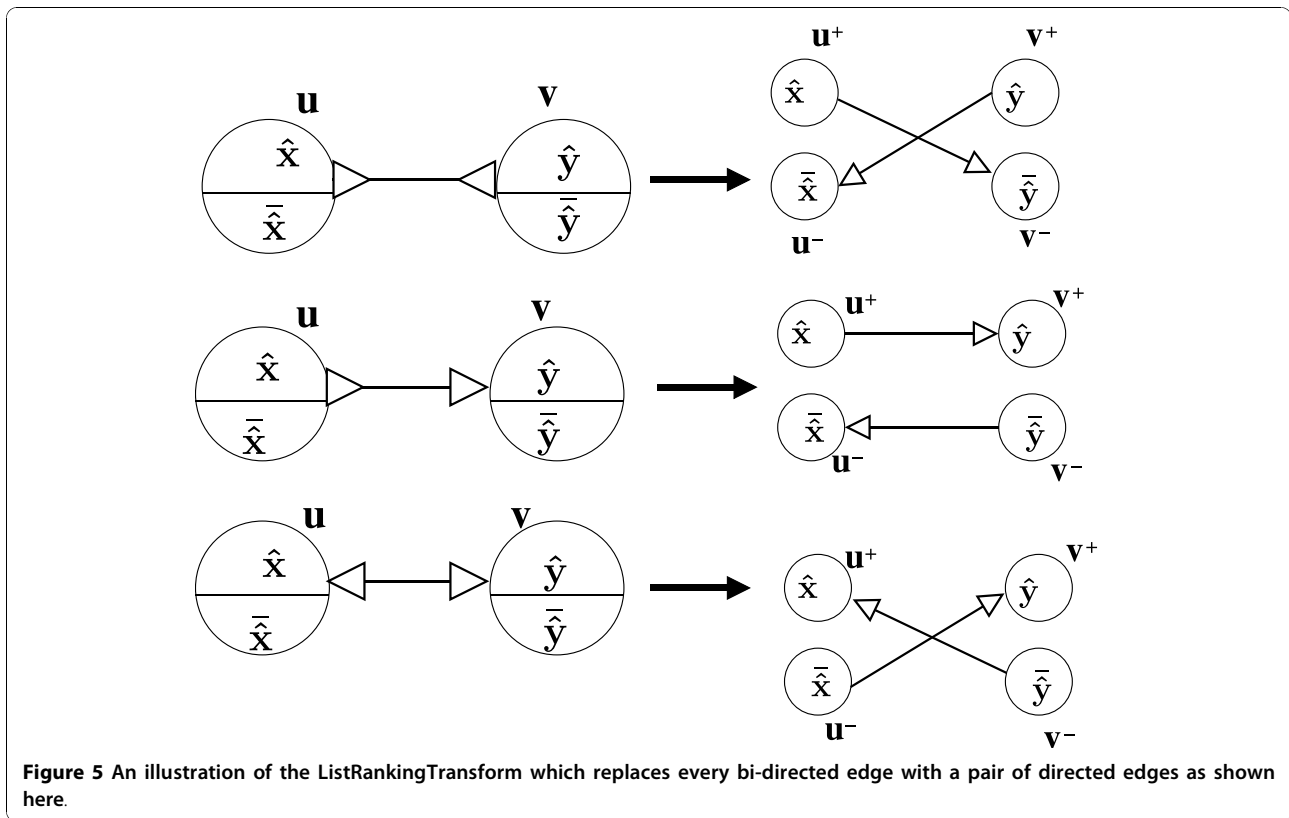 u⁺ v⁺
u v
x̂ ŷ
x̂ ŷ
x̂̄ ŷ̄
x̂̄ ŷ̄
u⁻ v⁻
u v u⁺ v⁺
x̂ ŷ
x̂ ŷ
x̂̄ ŷ̄
x̂̄ ŷ̄
u⁻ v⁻
u v
u⁺ v⁺
x̂ ŷ
x̂ ŷ
x̂̄ ŷ̄
x̂̄ ŷ̄
u⁻ v⁻
Figure 5 An illustration of the ListRankingTransform which replaces every bi-directed edge with a pair of directed edges as shown
here.